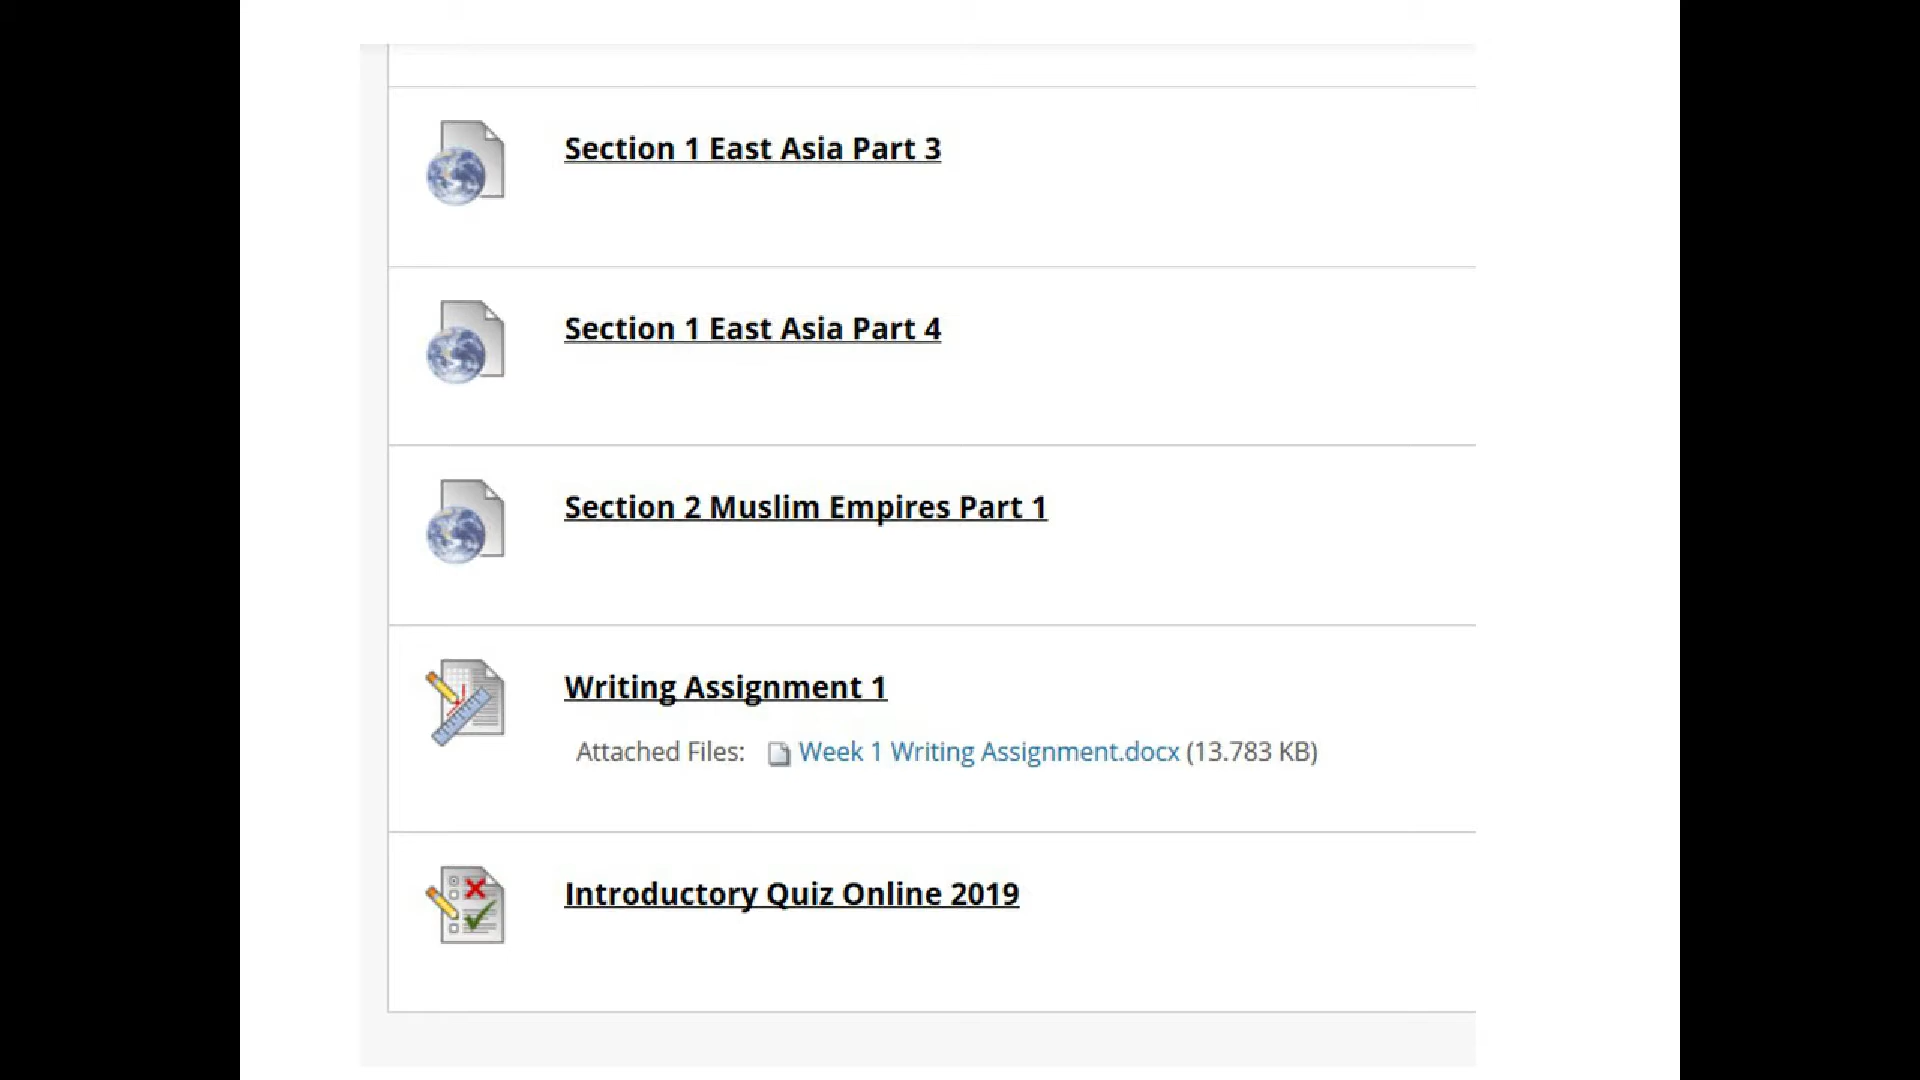 Section 1 East Asia Part 3
Section 1 East Asia Part 4
Section 2 Muslim Empires Part 1
Writing Assignment 1
Attached Files: Week 1 Writing Assignment.docx (13.783 KB)
Introductory Quiz Online 2019